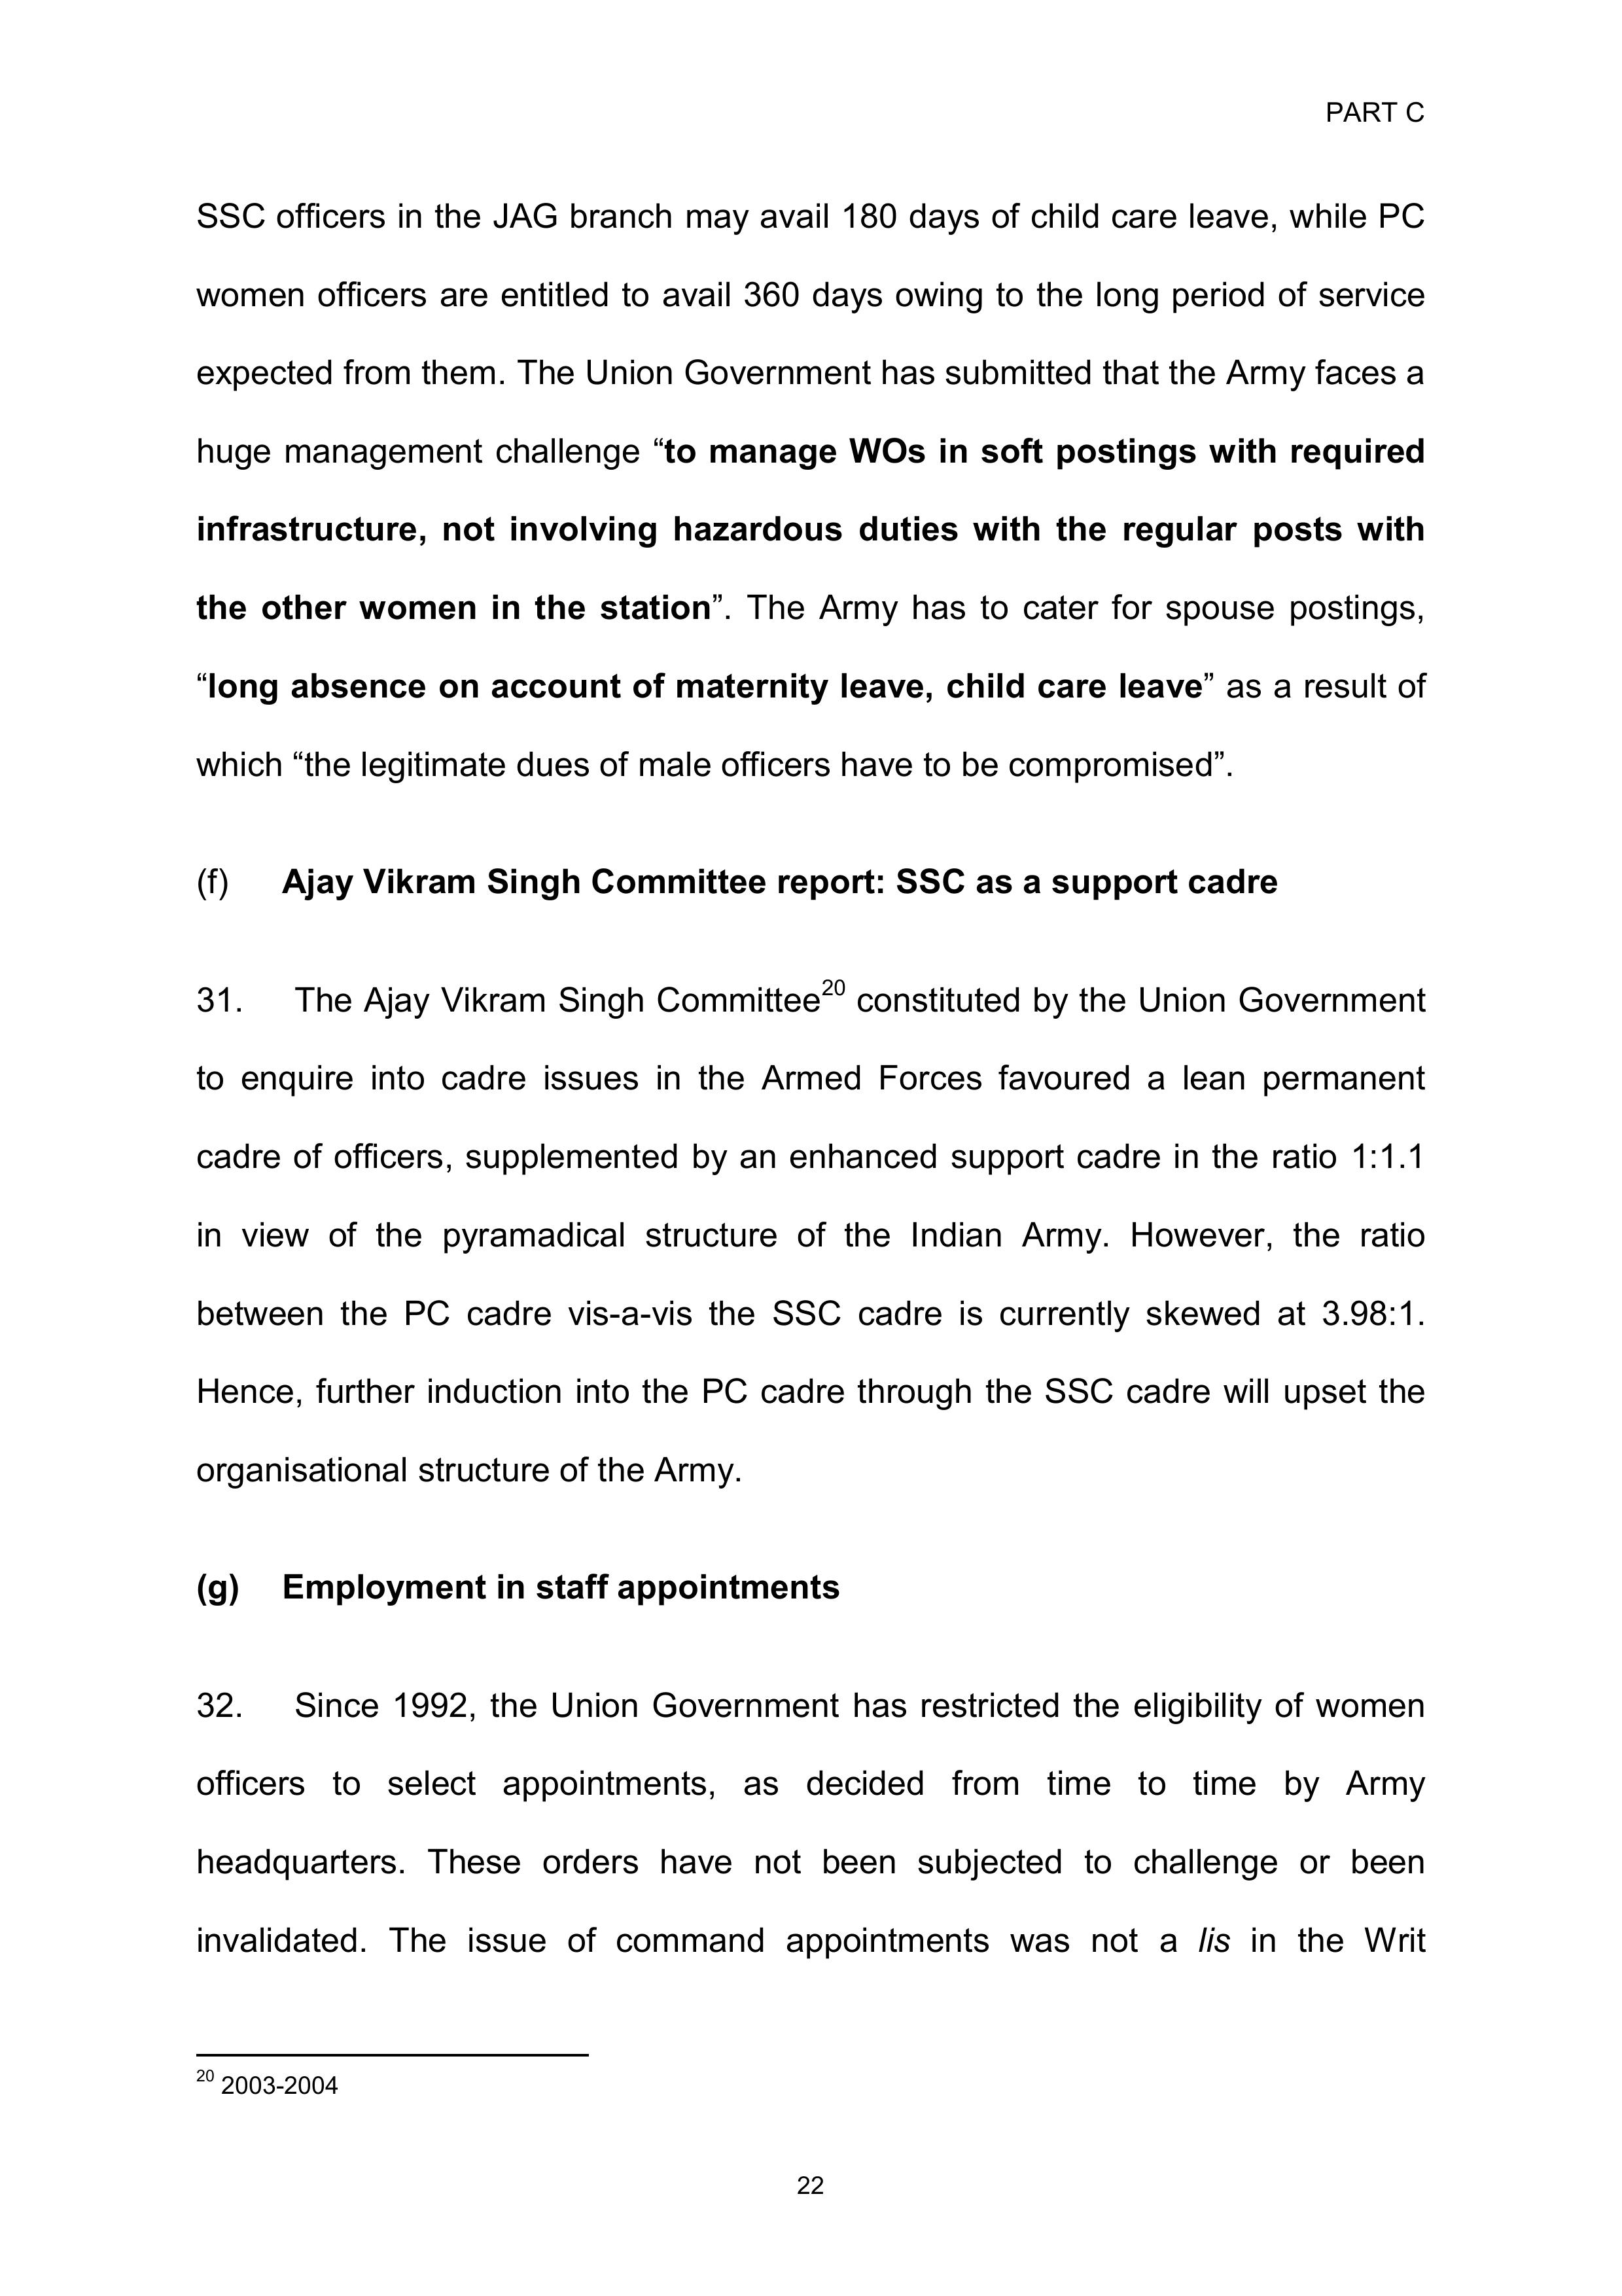 PART C
SSC officers in the JAG branch may avail 180 days of child care leave, while PC
women officers are entitled to avail 360 days owing to the long period of service
expected from them. The Union Government has submitted that the Army faces a
huge management challenge “to manage WOs in soft postings with required
infrastructure, not involving hazardous duties with the regular posts with
the other women in the station”. The Army has to cater for spouse postings,
“long absence on account of maternity leave, child care leave” as a result of
which “the legitimate dues of male officers have to be compromised”.
(f) Ajay Vikram Singh Committee report: SSC as a support cadre
31. The Ajay Vikram Singh Committee20 constituted by the Union Government
to enquire into cadre issues in the Armed Forces favoured a lean permanent
cadre of officers, supplemented by an enhanced support cadre in the ratio 1:1.1
in view of the pyramadical structure of the Indian Army. However, the ratio
between the PC cadre vis-a-vis the SSC cadre is currently skewed at 3.98:1.
Hence, further induction into the PC cadre through the SSC cadre will upset the
organisational structure of the Army.
(g) Employment in staff appointments
32. Since 1992, the Union Government has restricted the eligibility of women
officers to select appointments, as decided from time to time by Army
headquarters. These orders have not been subjected to challenge or been
invalidated. The issue of command appointments was not a lis in the Writ
20 2003-2004
22